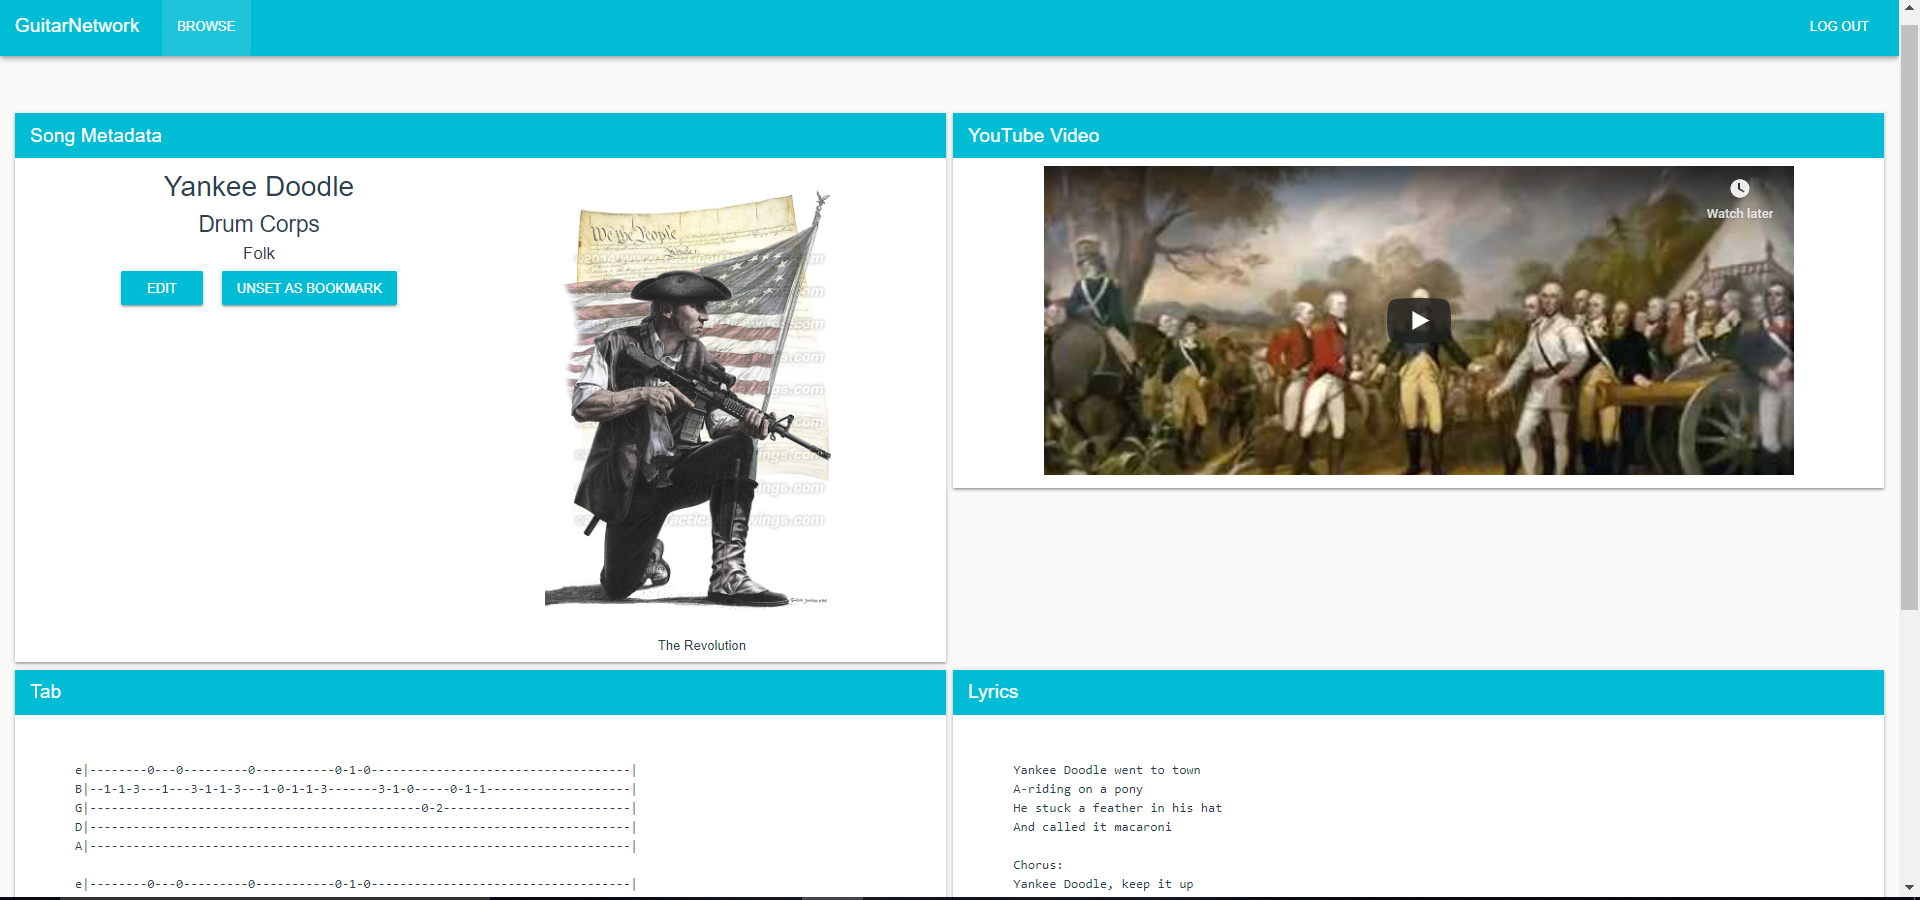 GuitarNetwork
BROWSE
LOG OUT
Song Metadata
Yankee Doodle
Drum Corps
Folk
EDIT
UNSET AS BOOKMARK
We the People
Article
The Revolution
YouTube Video
Watch later
Tab
e|--------0---0---------0-----------0-1-0------------------------------------|
B|--1-1-3---1---3-1-1-3---1-0-1-1-3-------3-1-0-----0-1-1--------------------|
G|----------------------------------------------0-2--------------------------|
D|---------------------------------------------------------------------------|
A|---------------------------------------------------------------------------|
e|--------0---0---------0-----------0-1-0------------------------------------|
Lyrics
Yankee Doodle went to town
A-riding on a pony
He stuck a feather in his hat
And called it macaroni
Chorus:
Yankee Doodle, keep it up